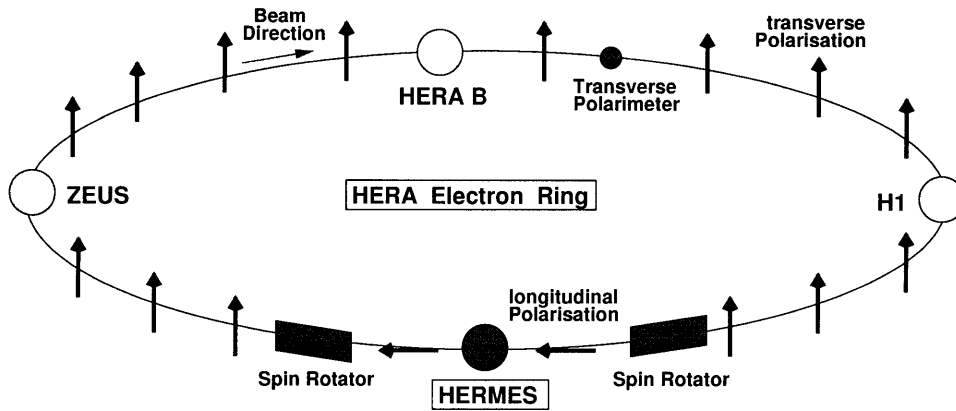 Beam
Direction
transverse
Polarisation
HERA B
Transverse
Polarimeter
ZEUS
HERA Electron Ring
H1
longitudinal
Polarisation
Spin Rotator
HERMES
Spin Rotator